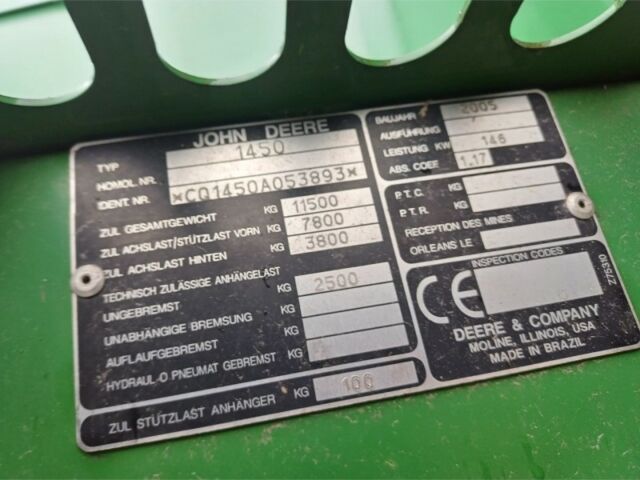 JOHN DEERE
TYP 1450
HOMOL. NR.
IDENT. NR. *CQ1450A053893*
ZUL GESAMTGEWICHT KG 11500
ZUL ACHSLAST/STÜTZLAST VORN KG 7800
ZUL ACHSLAST HINTEN KG 3800
TECHNISCH ZULÄSSIGE ANHÄNGELAST
UNGEBREMST KG 2500
UNABHÄNGIGE BREMSUNG KG
AUFLAUFGEBREMST KG
HYDRAUL-O PNEUMAT GEBREMST KG
ZUL STÜTZLAST ANHÄNGER KG 100
BAUJAHR 2005
AUSFÜHRUNG
LEISTUNG KW 146
ABS. COEF 1.17
P.T.C. KG
P.T.R. KG
RECEPTION DES MINES
ORLEANS LE
CE
INSPECTION CODES
DEERE & COMPANY
MOLINE, ILLINOIS, USA
MADE IN BRAZIL
Z75310